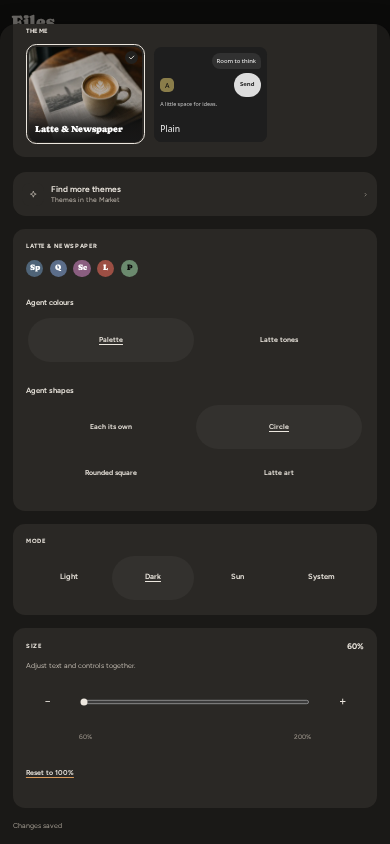 Files
THEME
Latte & Newspaper
Room to think
A
Send
A little space for ideas.
Plain
Find more themes
Themes in the Market
LATTE & NEWSPAPER
Sp Q Sc L P
Agent colours
Palette
Latte tones
Agent shapes
Each its own
Circle
Rounded square
Latte art
MODE
Light
Dark
Sun
System
SIZE
60%
Adjust text and controls together.
−
+
60%
200%
Reset to 100%
Changes saved